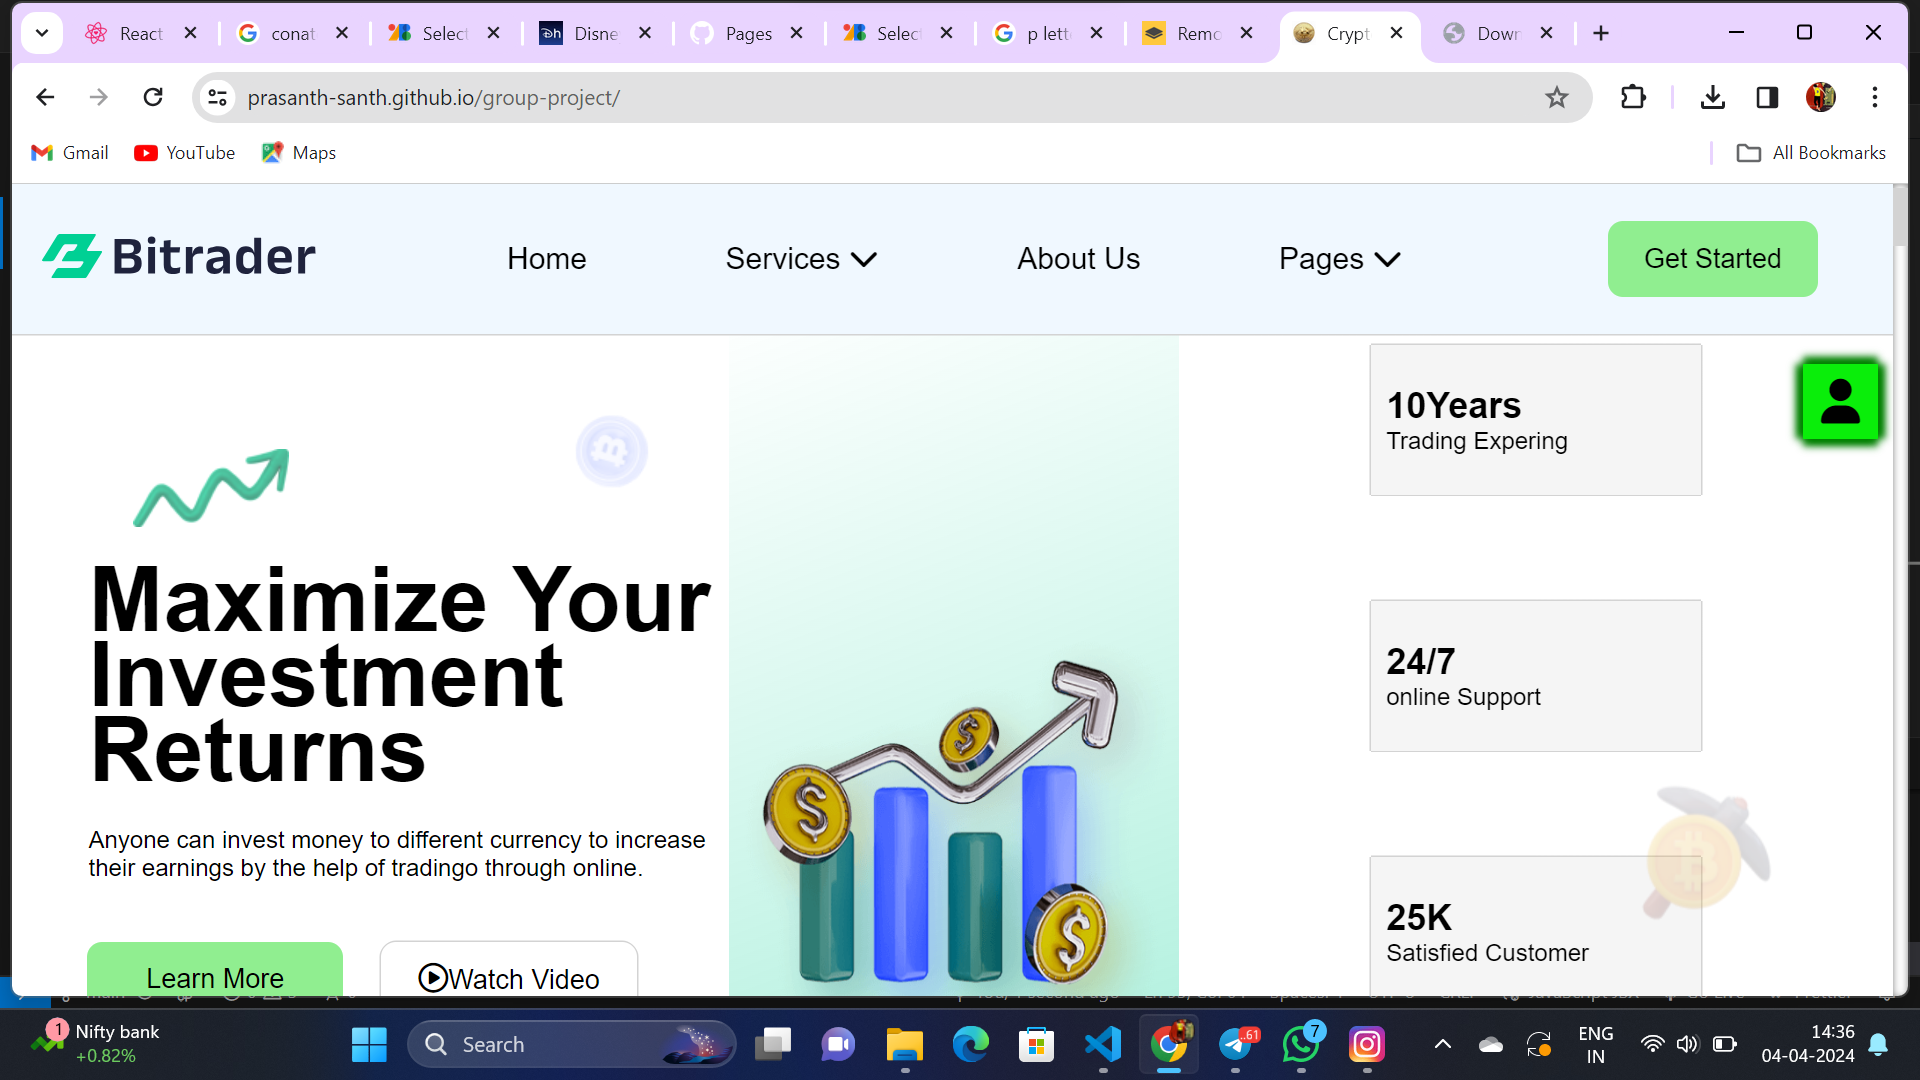 React
conat
Select
Disne
Pages
Selec
p lett
Remo
Crypt
Down
prasanth-santh.github.io/group-project/
Gmail
YouTube
Maps
All Bookmarks
Bitrader
Home
Services
About Us
Pages
Get Started
10Years
Trading Expering
Maximize Your
Investment
Returns
24/7
online Support
Anyone can invest money to different currency to increase
their earnings by the help of tradingo through online.
25K
Satisfied Customer
Learn More
Watch Video
1
Nifty bank
+0.82%
Search
..61
7
ENG
IN
14:36
04-04-2024